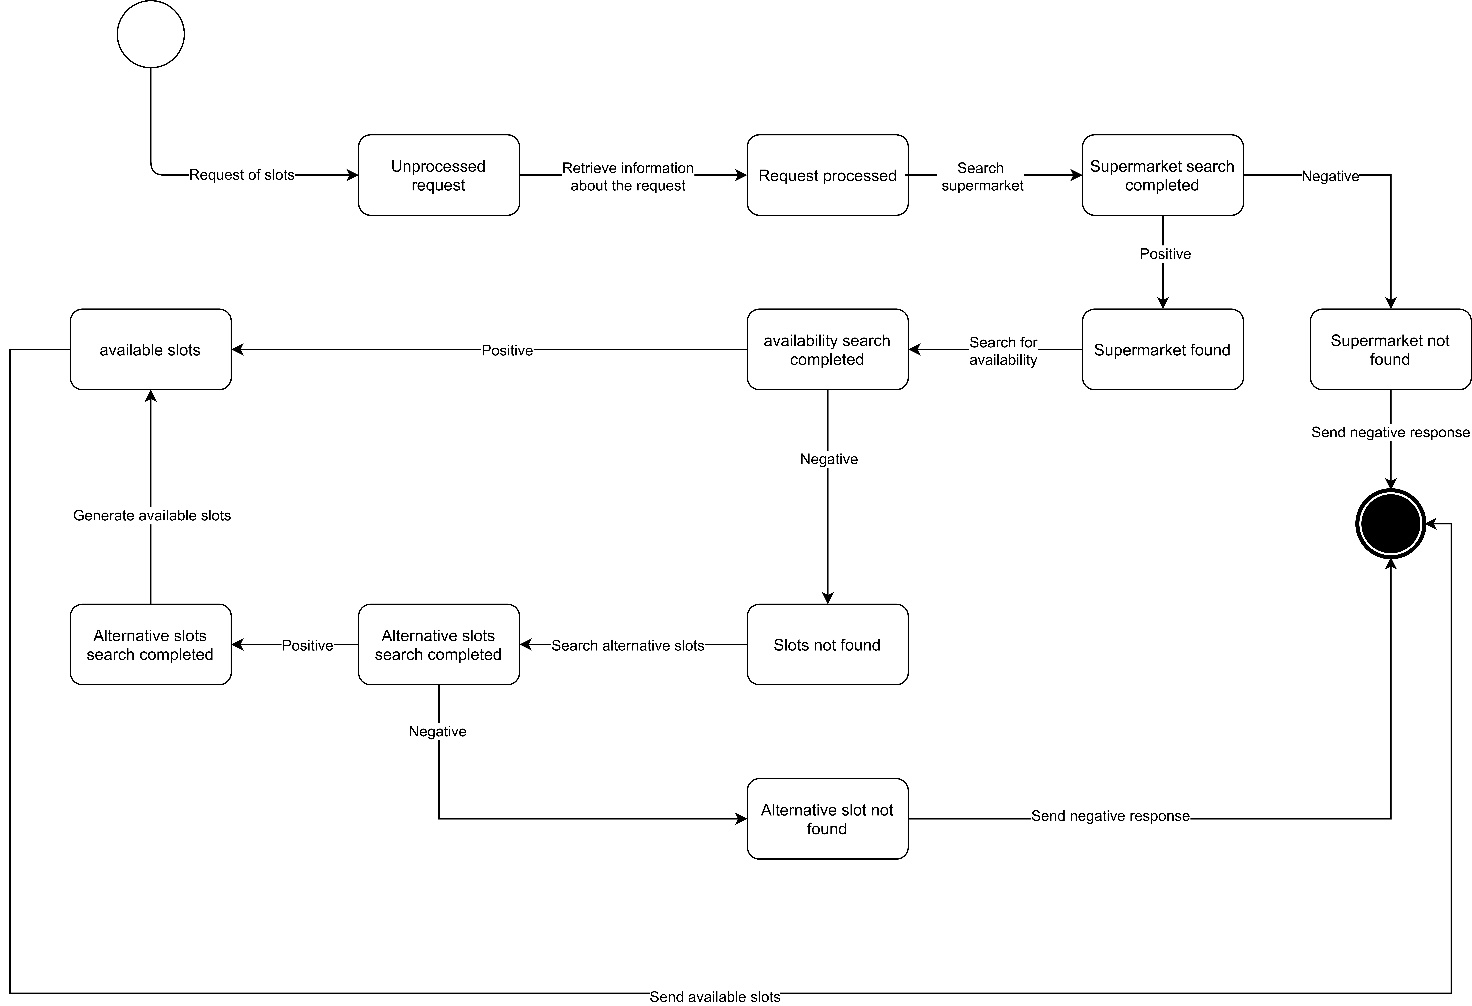 Request of slots
Unprocessed
request
Retrieve information
about the request
Request processed
Search
supermarket
Supermarket search
completed
Negative
Positive
available slots
Positive
availability search
completed
Search for
availability
Supermarket found
Supermarket not
found
Send negative response
Negative
Generate available slots
Alternative slots
search completed
Positive
Alternative slots
search completed
Search alternative slots
Slots not found
Negative
Alternative slot not
found
Send negative response
Send available slots